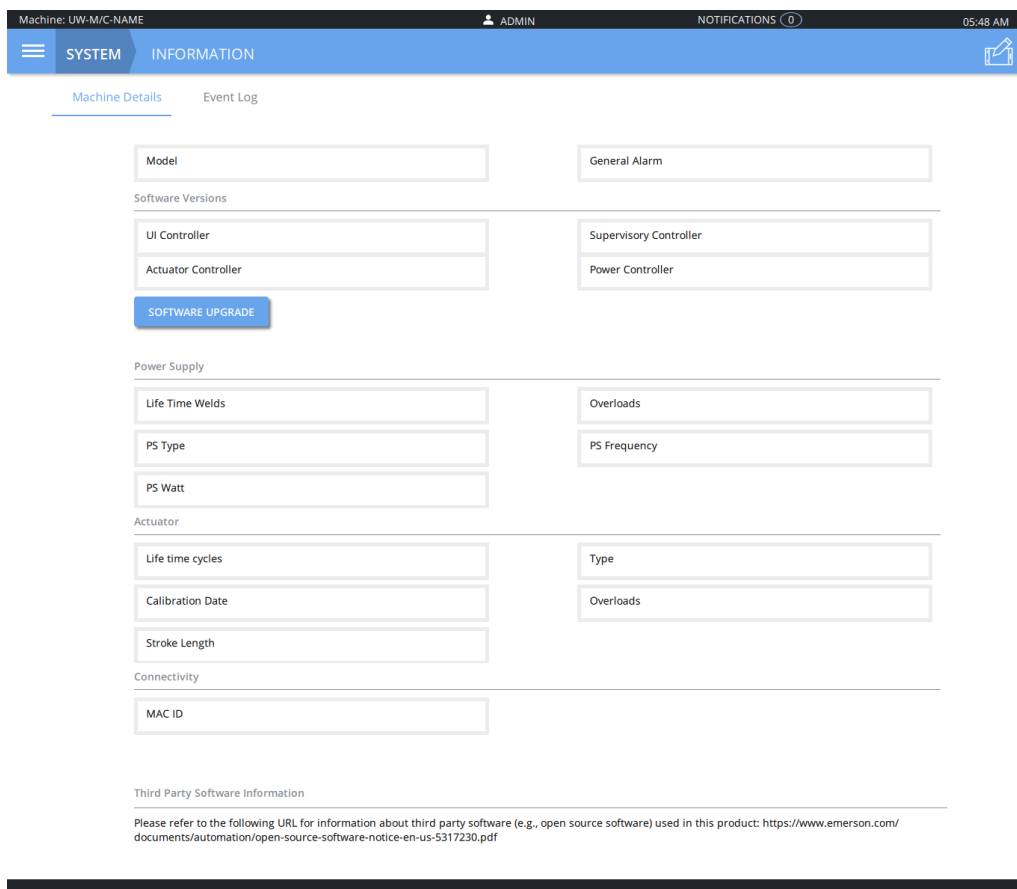 Machine: UW-M/C-NAME ADMIN NOTIFICATIONS 0 05:48 AM
SYSTEM INFORMATION
Machine Details Event Log
Model General Alarm
Software Versions
UI Controller Supervisory Controller
Actuator Controller Power Controller
SOFTWARE UPGRADE
Power Supply
Life Time Welds Overloads
PS Type PS Frequency
PS Watt
Actuator
Life time cycles Type
Calibration Date Overloads
Stroke Length
Connectivity
MAC ID
Third Party Software Information
Please refer to the following URL for information about third party software (e.g., open source software) used in this product: https://www.emerson.com/
documents/automation/open-source-software-notice-en-us-5317230.pdf